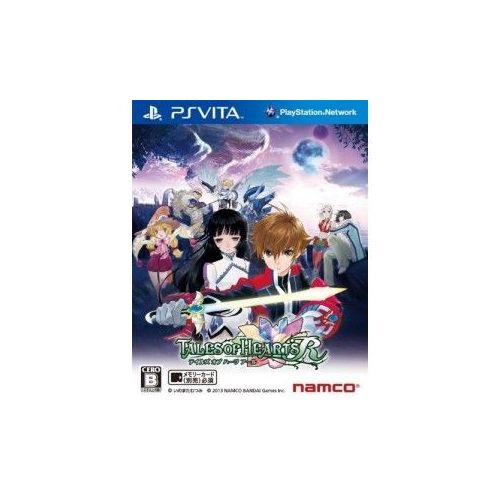 PSVITA
PlayStation®Network
TALES OF HEARTS R
テイルズ オブ ハーツ アール
CERO
B
メモリーカード
(別売)必須
namco®
© いのまたむつみ © 2013 NAMCO BANDAI Games Inc.